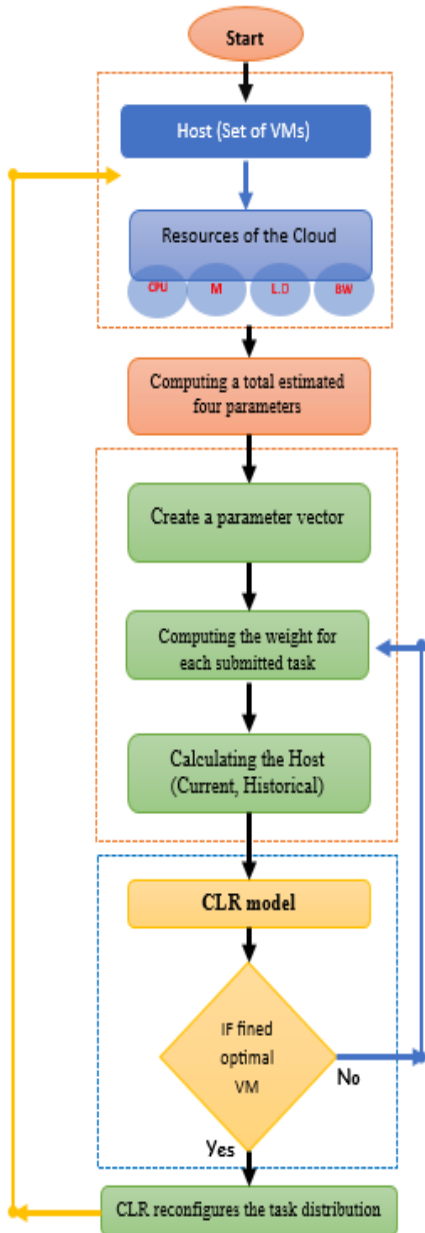 Start
Host (Set of VMs)
Resources of the Cloud
CPU
M
L.D
BW
Computing a total estimated
four parameters
Create a parameter vector
Computing the weight for
each submitted task
Calculating the Host
(Current, Historical)
CLR model
IF fined
optimal
VM
No
Yes
CLR reconfigures the task distribution